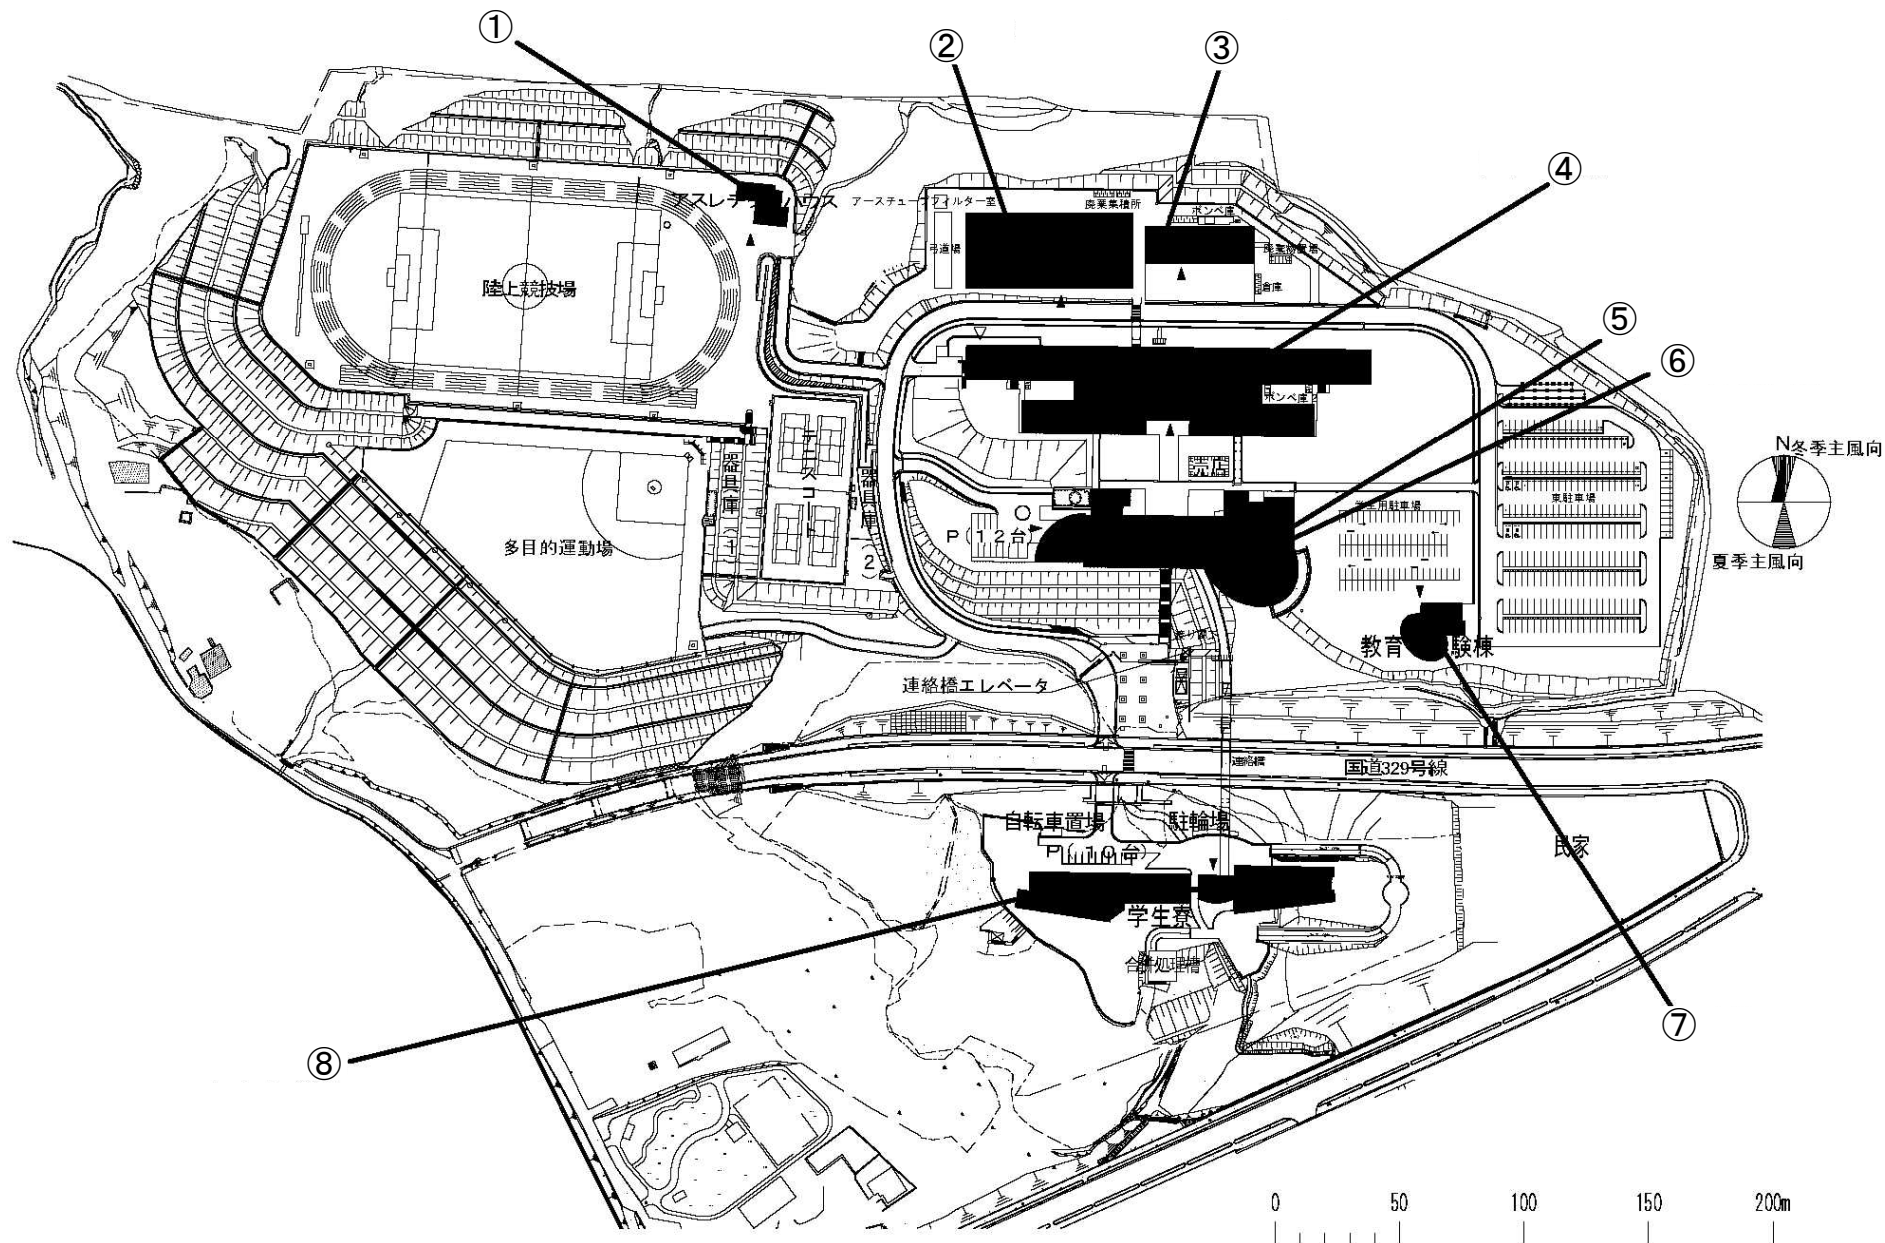 ①
②
③
④
⑤
⑥
⑦
⑧
アースチューブフィルター室
廃棄集積所
ボンベ庫
弓道場
倉庫
陸上競技場
ボンベ庫
売店
テニスコート
器具庫(1)
器具庫(2)
多目的運動場
P(12台)
東駐車場
N
冬季主風向
夏季主風向
連絡橋エレベータ
連絡橋
国道329号線
自転車置場
駐輪場
P(10台)
民家
学生寮
合併処理槽
0 50 100 150 200m